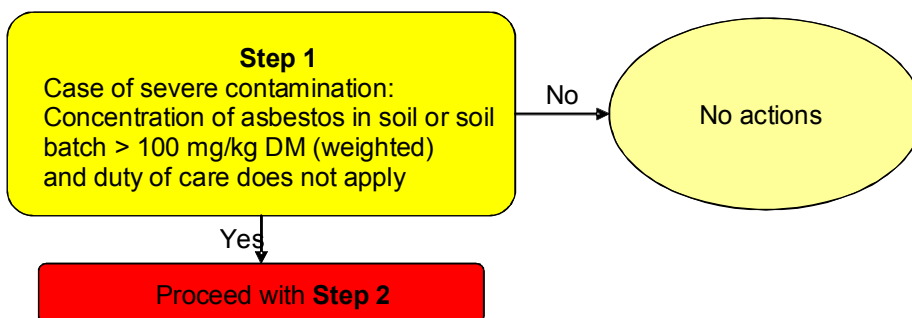 Step 1
Case of severe contamination:
Concentration of asbestos in soil or soil
batch > 100 mg/kg DM (weighted)
and duty of care does not apply
No
No actions
Yes
Proceed with Step 2